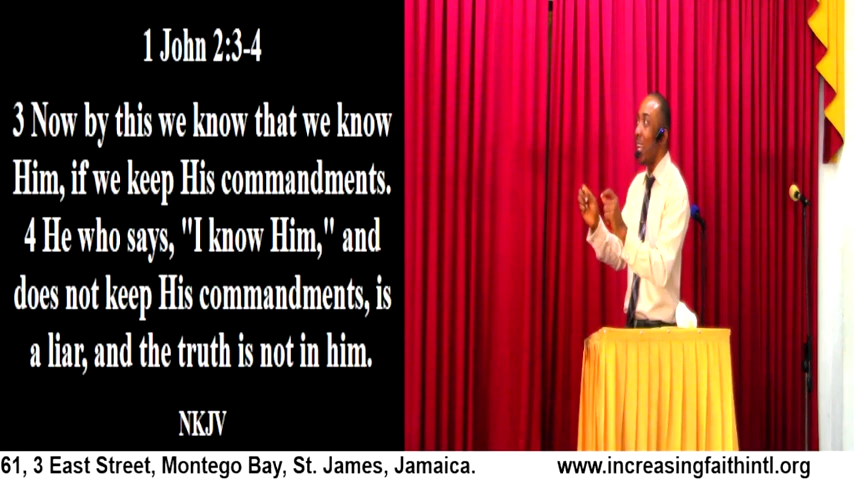 1 John 2:3-4
3 Now by this we know that we know
Him, if we keep His commandments.
4 He who says, "I know Him," and
does not keep His commandments, is
a liar, and the truth is not in him.
NKJV
61, 3 East Street, Montego Bay, St. James, Jamaica. www.increasingfaithintl.org